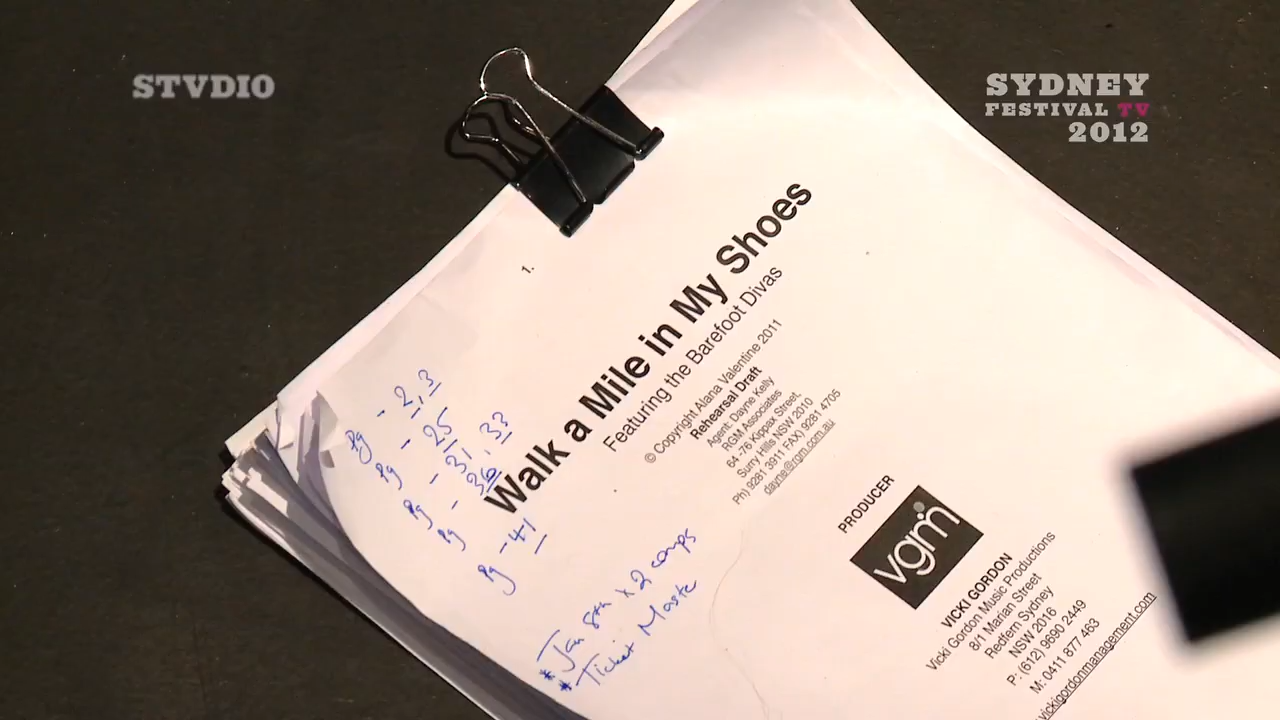 STVDIO
SYDNEY
FESTIVAL TV
2012
1.
Walk a Mile in My Shoes
Featuring the Barefoot Divas
© Copyright Alana Valentine 2011
Rehearsal Draft
Agent: Dayne Kelly
RGM Associates
64 -76 Kippax Street,
Surry Hills NSW 2010
Ph) 9281 3911 FAX) 9281 4705
dayne@rgm.com.au
Pg - 2, 3
Pg - 25
Pg - 31, 33
Pg - 36
Pg - 41
* Jan 8th x 2 comps
* Ticket Maste
PRODUCER
vgm
VICKI GORDON
Vicki Gordon Music Productions
8/1 Marian Street
Redfern Sydney
NSW 2016
P: (612) 9690 2449
M: 0411 877 463
vickigordonmanagement.com